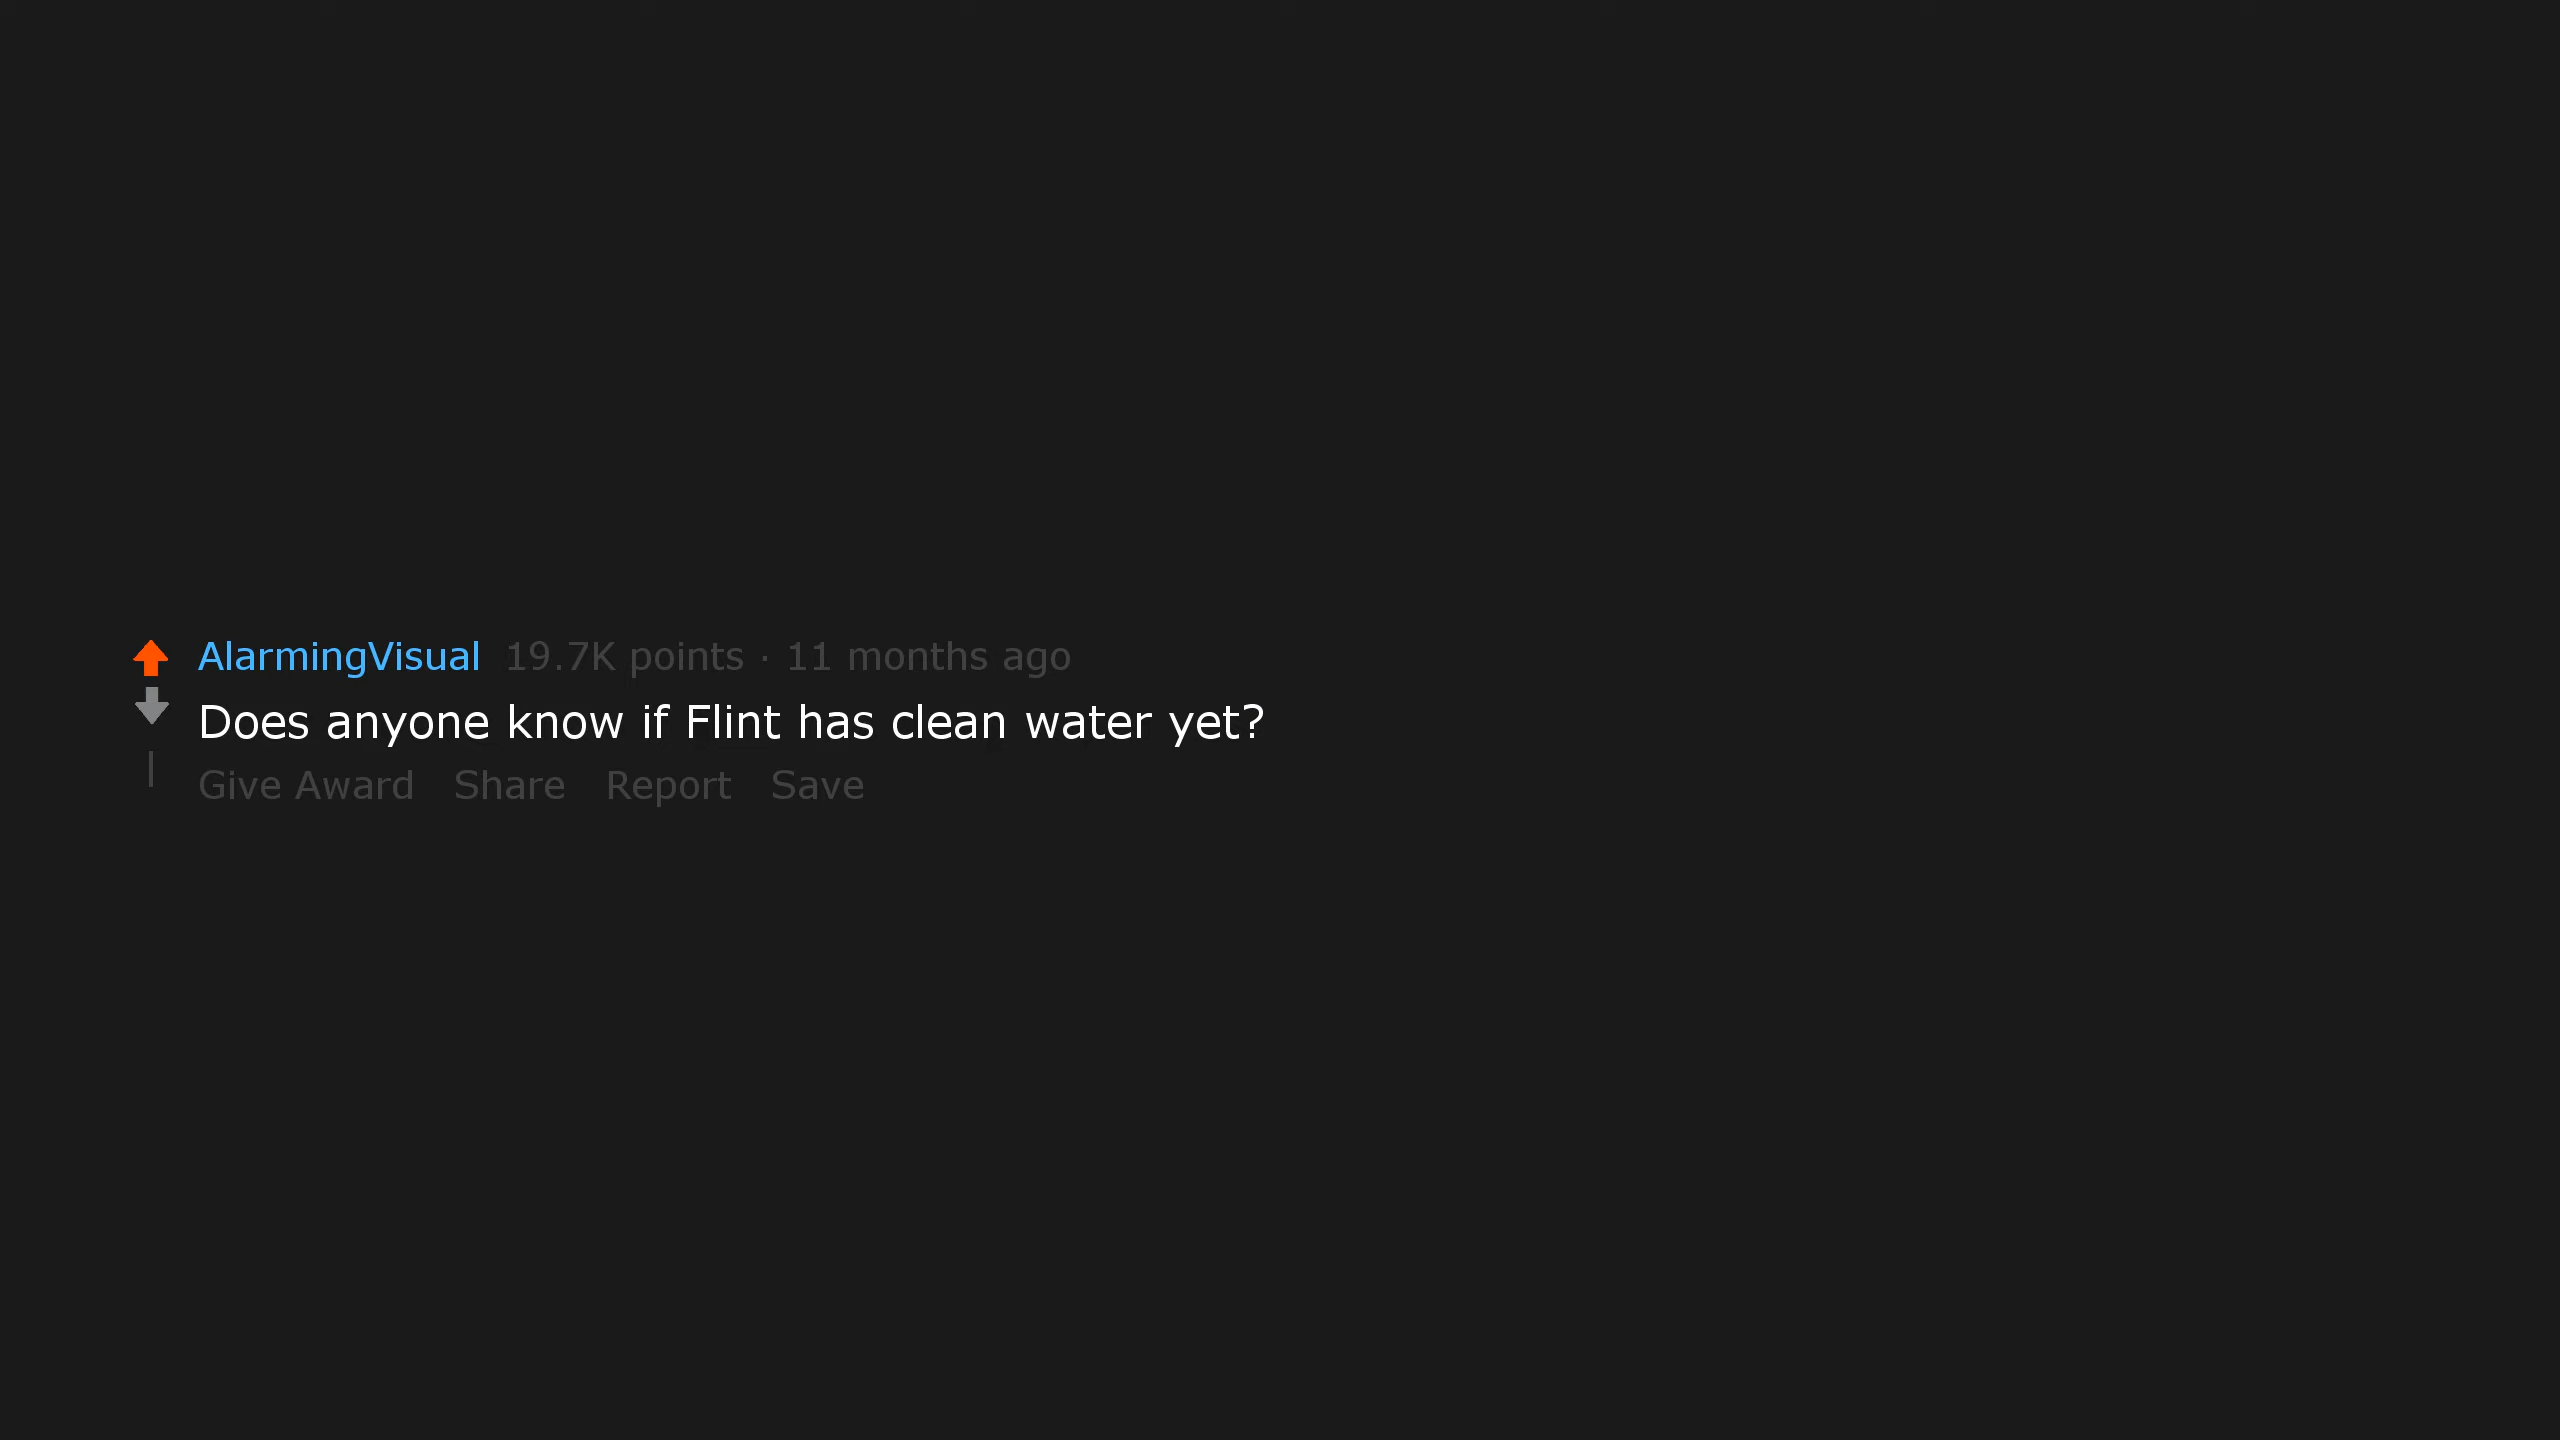 AlarmingVisual 19.7K points · 11 months ago
Does anyone know if Flint has clean water yet?
Give Award Share Report Save